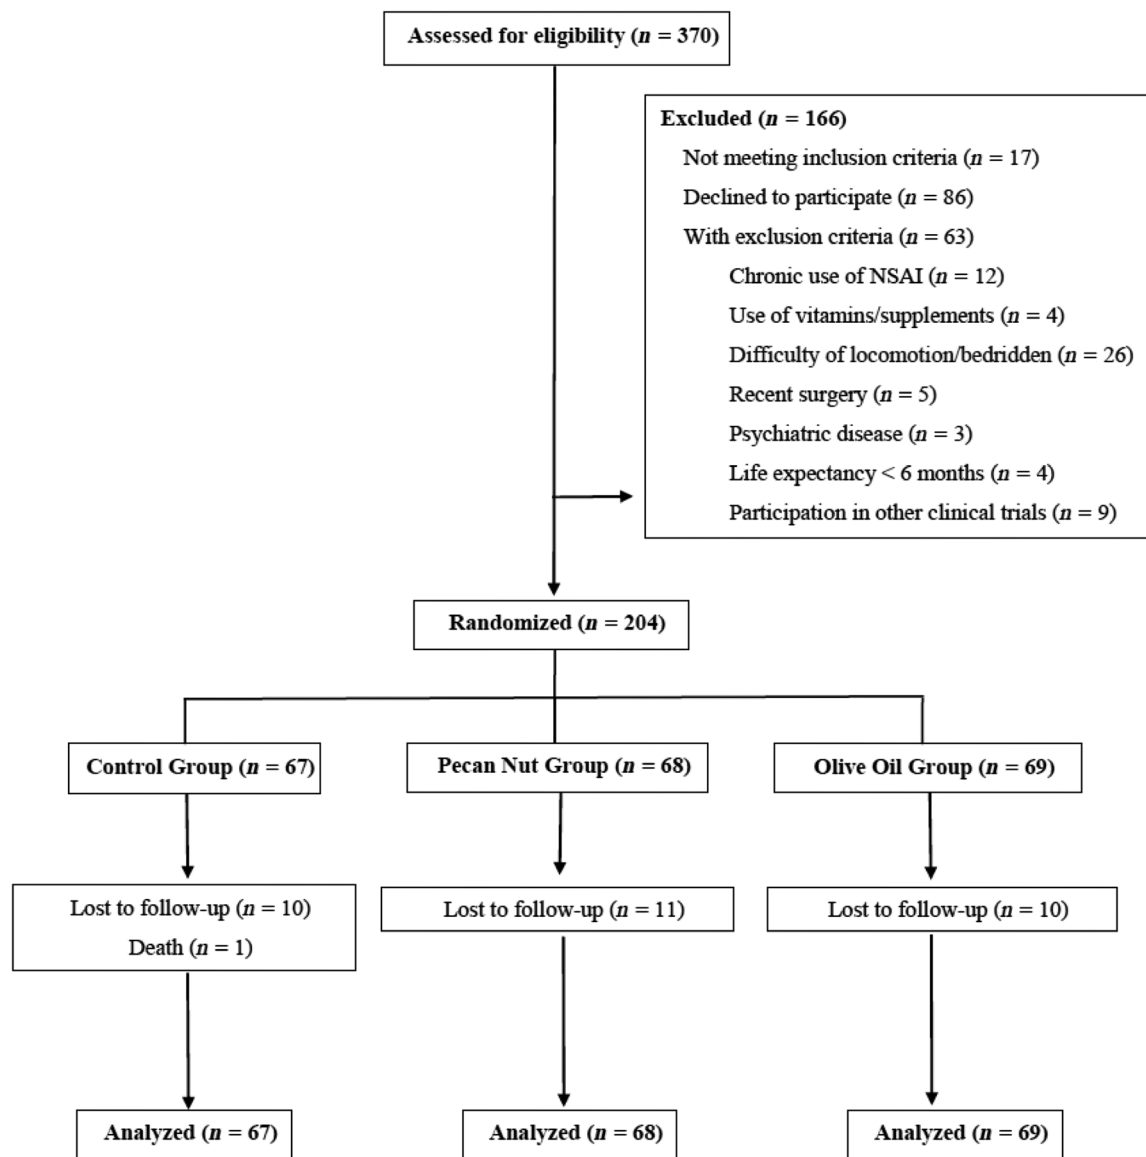 Assessed for eligibility (n = 370)
Excluded (n = 166)
Not meeting inclusion criteria (n = 17)
Declined to participate (n = 86)
With exclusion criteria (n = 63)
Chronic use of NSAI (n = 12)
Use of vitamins/supplements (n = 4)
Difficulty of locomotion/bedridden (n = 26)
Recent surgery (n = 5)
Psychiatric disease (n = 3)
Life expectancy < 6 months (n = 4)
Participation in other clinical trials (n = 9)
Randomized (n = 204)
Control Group (n = 67)
Pecan Nut Group (n = 68)
Olive Oil Group (n = 69)
Lost to follow-up (n = 10)
Death (n = 1)
Lost to follow-up (n = 11)
Lost to follow-up (n = 10)
Analyzed (n = 67)
Analyzed (n = 68)
Analyzed (n = 69)